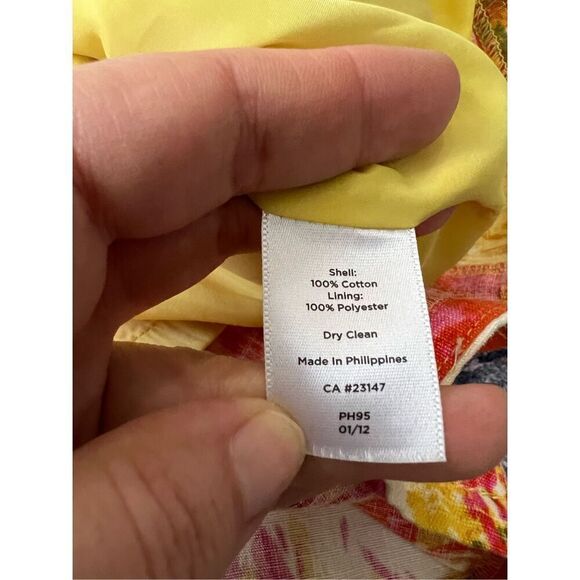 Shell:
100% Cotton
Lining:
100% Polyester
Dry Clean
Made In Philippines
CA #23147
PH95
01/12